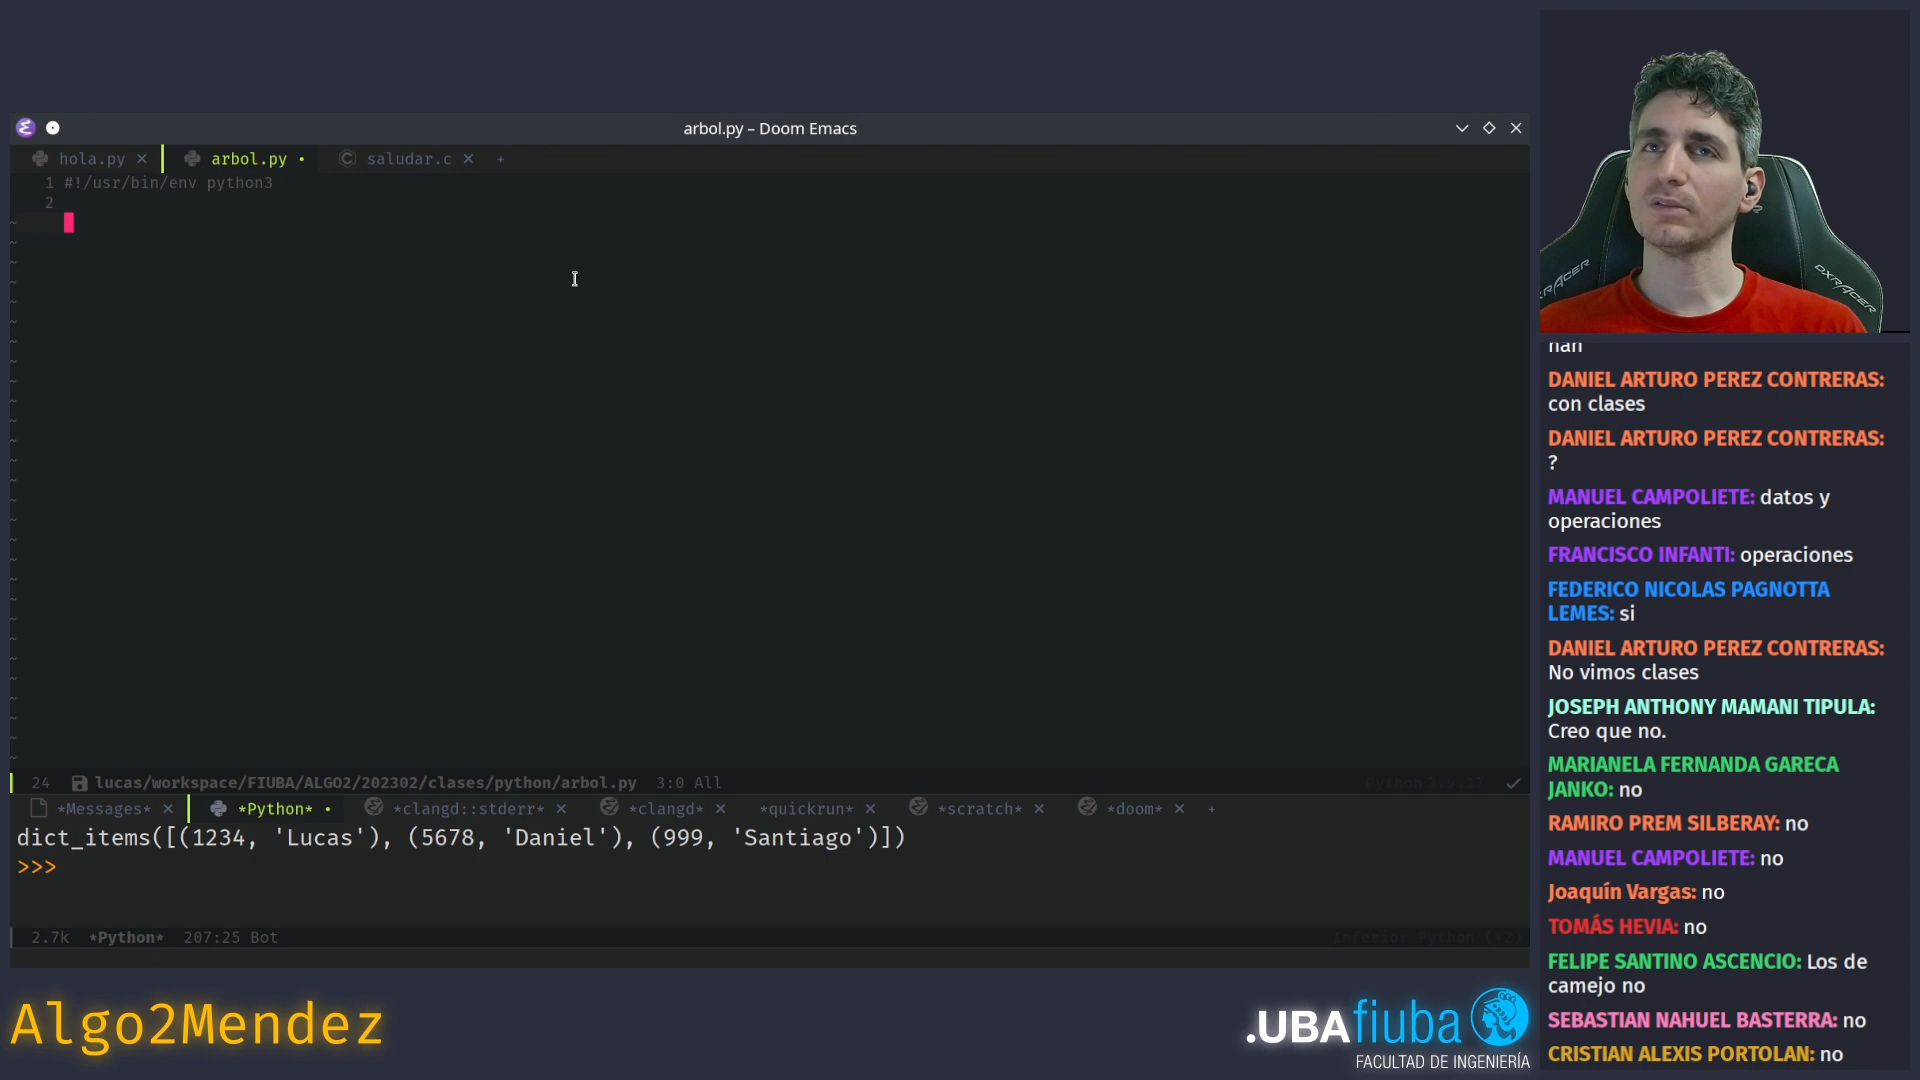 arbol.py – Doom Emacs
hola.py × arbol.py • saludar.c × +
1 #!/usr/bin/env python3
2
24 lucas/workspace/FIUBA/ALGO2/202302/clases/python/arbol.py 3:0 All
*Messages* × *Python* • *clangd::stderr* × *clangd* × *quickrun* × *scratch* × *doom* × +
dict_items([(1234, 'Lucas'), (5678, 'Daniel'), (999, 'Santiago')])
>>>
2.7k *Python* 207:25 Bot
Algo2Mendez
.UBAfiuba
FACULTAD DE INGENIERÍA
DXRACER
DANIEL ARTURO PEREZ CONTRERAS:
con clases
DANIEL ARTURO PEREZ CONTRERAS:
?
MANUEL CAMPOLIETE: datos y
operaciones
FRANCISCO INFANTI: operaciones
FEDERICO NICOLAS PAGNOTTA
LEMES: si
DANIEL ARTURO PEREZ CONTRERAS:
No vimos clases
JOSEPH ANTHONY MAMANI TIPULA:
Creo que no.
MARIANELA FERNANDA GARECA
JANKO: no
RAMIRO PREM SILBERAY: no
MANUEL CAMPOLIETE: no
Joaquín Vargas: no
TOMÁS HEVIA: no
FELIPE SANTINO ASCENCIO: Los de
camejo no
SEBASTIAN NAHUEL BASTERRA: no
CRISTIAN ALEXIS PORTOLAN: no